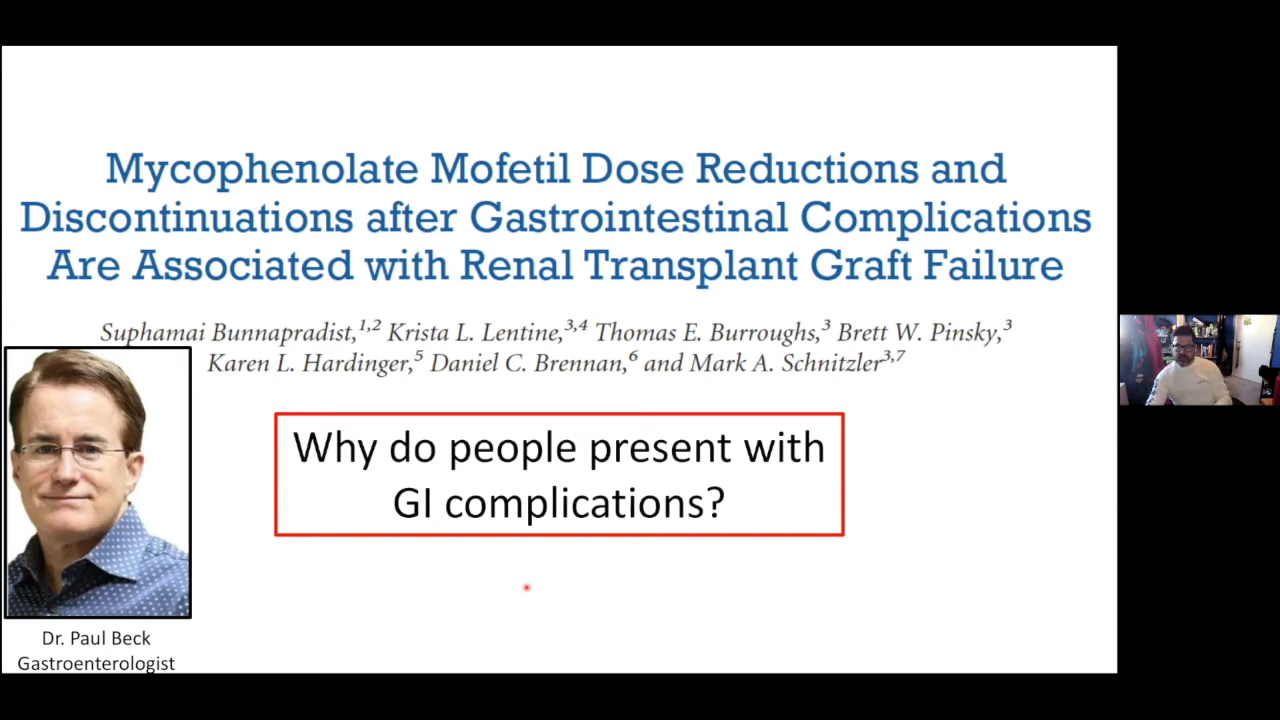 Mycophenolate Mofetil Dose Reductions and
Discontinuations after Gastrointestinal Complications
Are Associated with Renal Transplant Graft Failure
Suphamai Bunnapradist,1,2 Krista L. Lentine,3,4 Thomas E. Burroughs,3 Brett W. Pinsky,3
Karen L. Hardinger,5 Daniel C. Brennan,6 and Mark A. Schnitzler3,7
Why do people present with
GI complications?
Dr. Paul Beck
Gastroenterologist